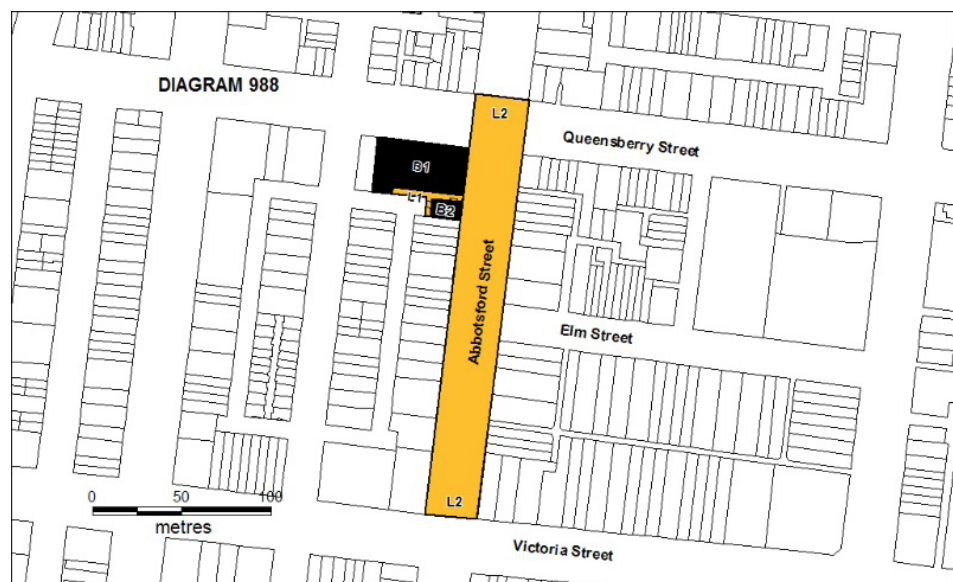 DIAGRAM 988
L2
Queensberry Street
B1
L1
B2
Abbotsford Street
Elm Street
L2
0 50 100
metres
Victoria Street